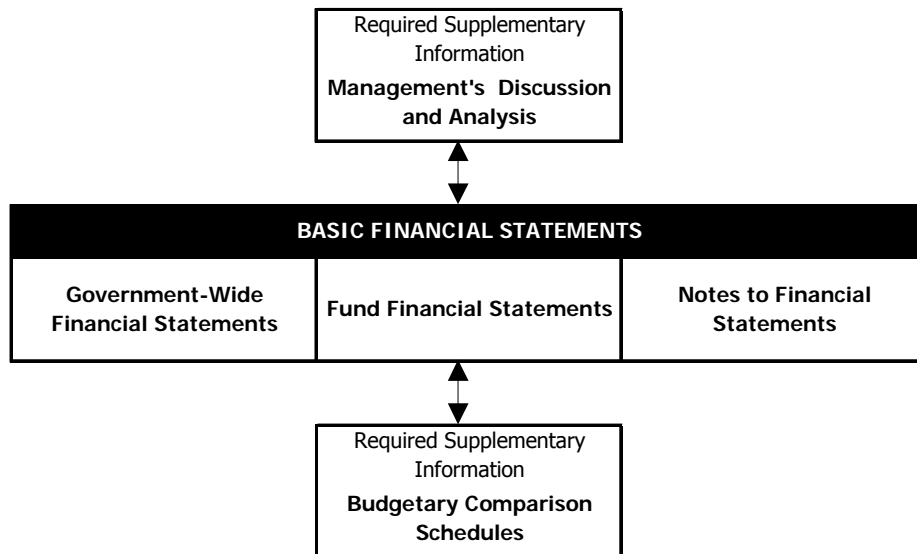 Required Supplementary
Information
Management's Discussion
and Analysis
BASIC FINANCIAL STATEMENTS
Government-Wide
Financial Statements
Fund Financial Statements
Notes to Financial
Statements
Required Supplementary
Information
Budgetary Comparison
Schedules